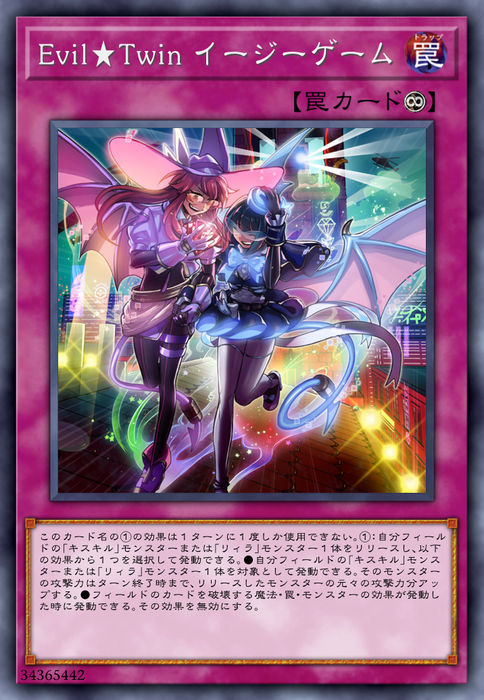 Evil★Twin イージーゲーム
トラップ
罠
【罠カード】
このカード名の①の効果は1ターンに1度しか使用できない。①:自分フィール
ドの「キスキル」モンスターまたは「リィラ」モンスター1体をリリースし、以下
の効果から1つを選択して発動できる。●自分フィールドの「キスキル」モンス
ターまたは「リィラ」モンスター1体を対象として発動できる。そのモンスター
の攻撃力はターン終了時まで、リリースしたモンスターの元々の攻撃力分アッ
プする。●フィールドのカードを破壊する魔法・罠・モンスターの効果が発動し
た時に発動できる。その効果を無効にする。
34365442